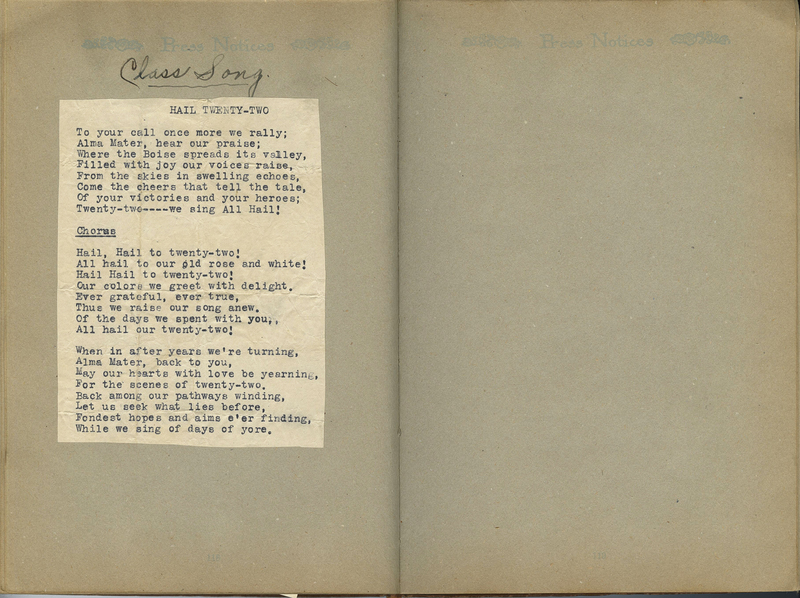 Press Notices
Class Song.
HAIL TWENTY-TWO
To your call once more we rally;
Alma Mater, hear our praise;
Where the Boise spreads its valley,
Filled with joy our voices raise,
From the skies in swelling echoes,
Come the cheers that tell the tale,
Of your victories and your heroes;
Twenty-two----we sing All Hail!
Chorus
Hail, Hail to twenty-two!
All hail to our old rose and white!
Hail Hail to twenty-two!
Our colors we greet with delight.
Ever grateful, ever true,
Thus we raise our song anew.
Of the days we spent with you,,
All hail our twenty-two!
When in after years we're turning,
Alma Mater, back to you,
May our hearts with love be yearning,
For the scenes of twenty-two.
Back among our pathways winding,
Let us seek what lies before,
Fondest hopes and aims e'er finding,
While we sing of days of yore.
Press Notices